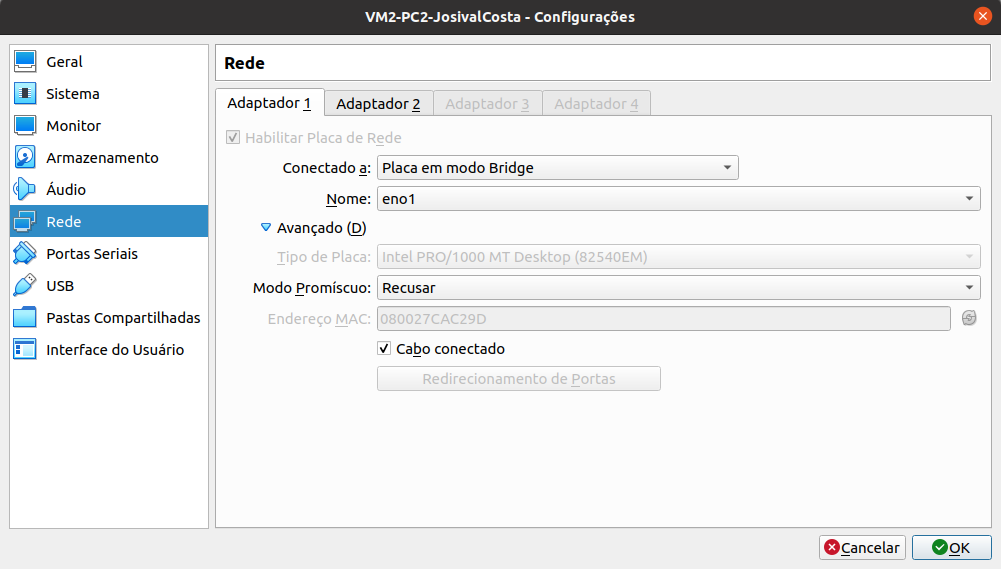 VM2-PC2-JosivalCosta - Configurações
Geral
Sistema
Monitor
Armazenamento
Áudio
Rede
Portas Seriais
USB
Pastas Compartilhadas
Interface do Usuário
Rede
Adaptador 1 Adaptador 2 Adaptador 3 Adaptador 4
Habilitar Placa de Rede
Conectado a: Placa em modo Bridge
Nome: eno1
Avançado (D)
Tipo de Placa: Intel PRO/1000 MT Desktop (82540EM)
Modo Promíscuo: Recusar
Endereço MAC: 080027CAC29D
Cabo conectado
Redirecionamento de Portas
Cancelar OK